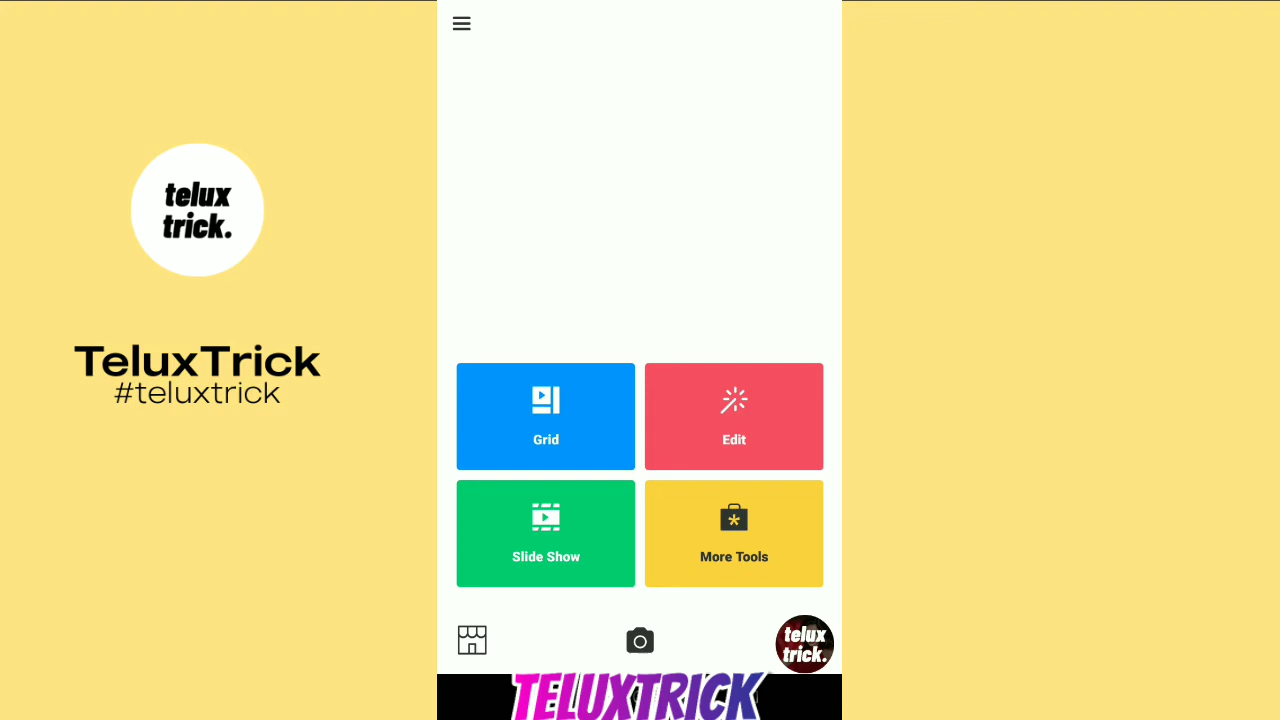 telux
trick.
TeluxTrick
#teluxtrick
Grid
Edit
Slide Show
More Tools
telux
trick.
TELUXTRICK